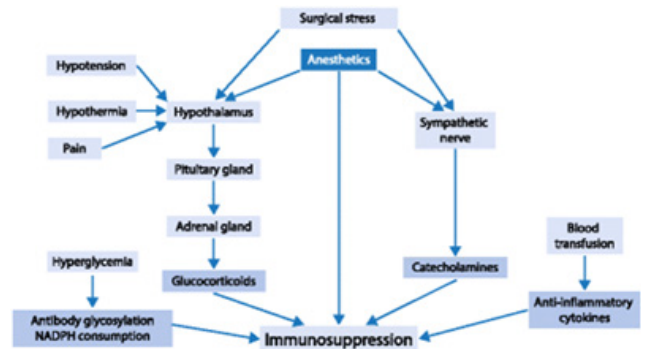 Surgical stress
Anesthetics
Hypotension
Hypothermia
Pain
Hypothalamus
Sympathetic
nerve
Pitultary gland
Adrenal gland
Glucocorticoids
Catecholamines
Hyperglycemia
Antibody glycosylation
NADPH consumption
Blood
transfusion
Anti-inflammatory
cytokines
Immunosuppression